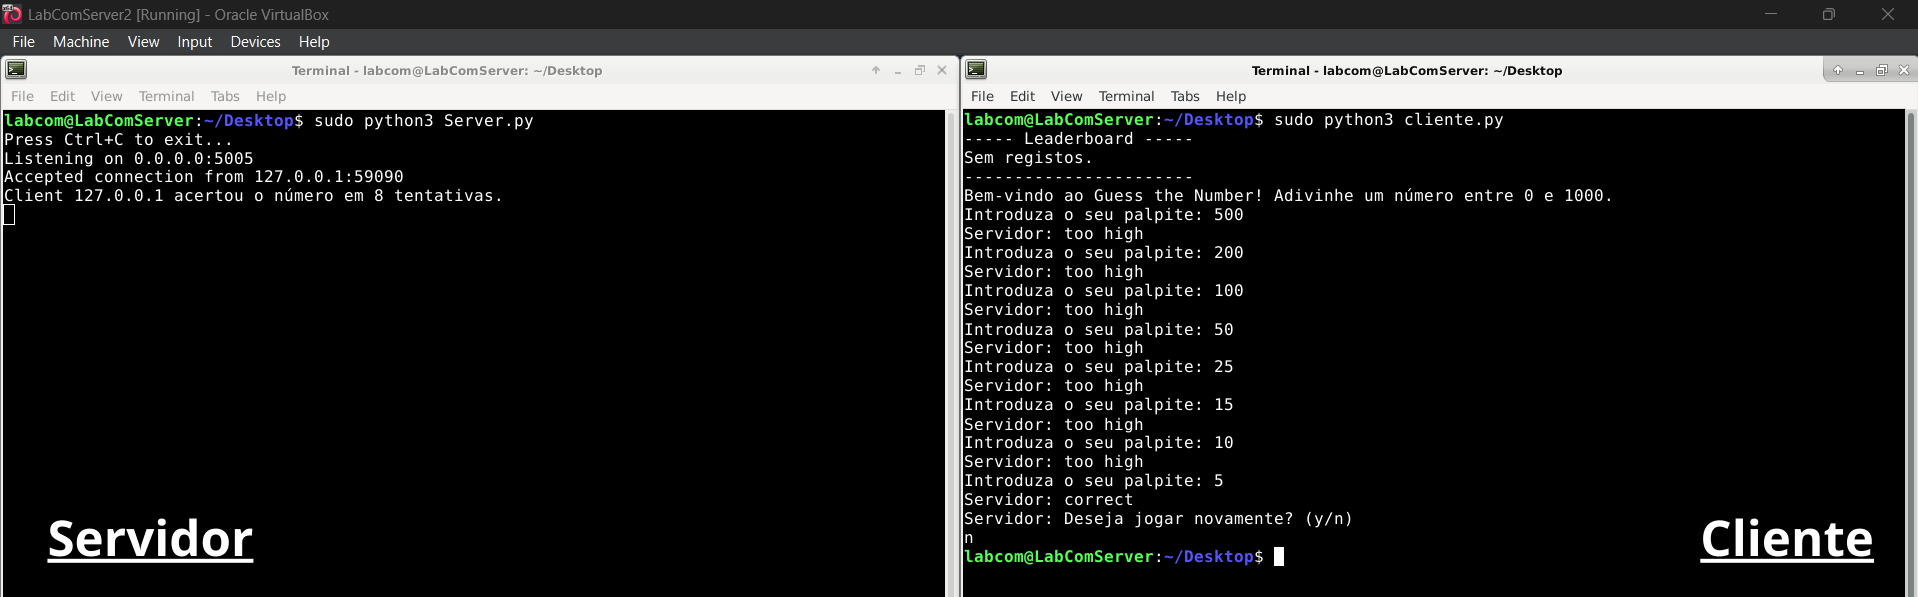 LabComServer2 [Running] - Oracle VirtualBox
File Machine View Input Devices Help
Terminal - labcom@LabComServer: ~/Desktop
File Edit View Terminal Tabs Help
labcom@LabComServer:~/Desktop$ sudo python3 Server.py
Press Ctrl+C to exit...
Listening on 0.0.0.0:5005
Accepted connection from 127.0.0.1:59090
Client 127.0.0.1 acertou o número em 8 tentativas.
Servidor
Terminal - labcom@LabComServer: ~/Desktop
File Edit View Terminal Tabs Help
labcom@LabComServer:~/Desktop$ sudo python3 cliente.py
----- Leaderboard -----
Sem registos.
-----------------------
Bem-vindo ao Guess the Number! Adivinhe um número entre 0 e 1000.
Introduza o seu palpite: 500
Servidor: too high
Introduza o seu palpite: 200
Servidor: too high
Introduza o seu palpite: 100
Servidor: too high
Introduza o seu palpite: 50
Servidor: too high
Introduza o seu palpite: 25
Servidor: too high
Introduza o seu palpite: 15
Servidor: too high
Introduza o seu palpite: 10
Servidor: too high
Introduza o seu palpite: 5
Servidor: correct
Servidor: Deseja jogar novamente? (y/n)
n
labcom@LabComServer:~/Desktop$
Cliente